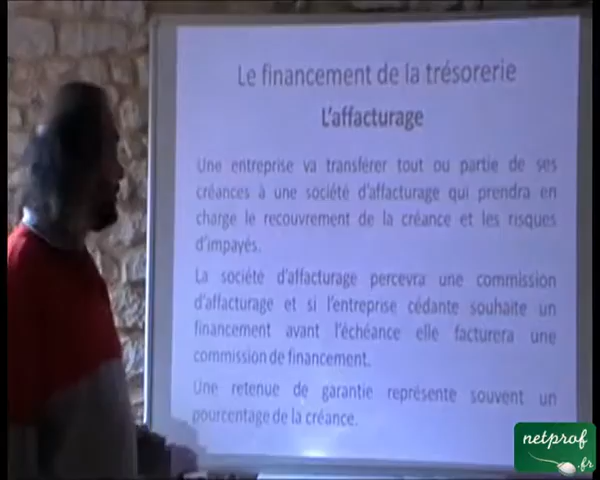 Le financement de la trésorerie
L'affacturage
Une entreprise va transférer tout ou partie de ses
créances à une société d'affacturage qui prendra en
charge le recouvrement de la créance et les risques
d'impayés.
La société d'affacturage percevra une commission
d'affacturage et si l'entreprise cédante souhaite un
financement avant l'échéance elle facturera une
commission de financement.
Une retenue de garantie représente souvent un
pourcentage de la créance.
netprof
.fr